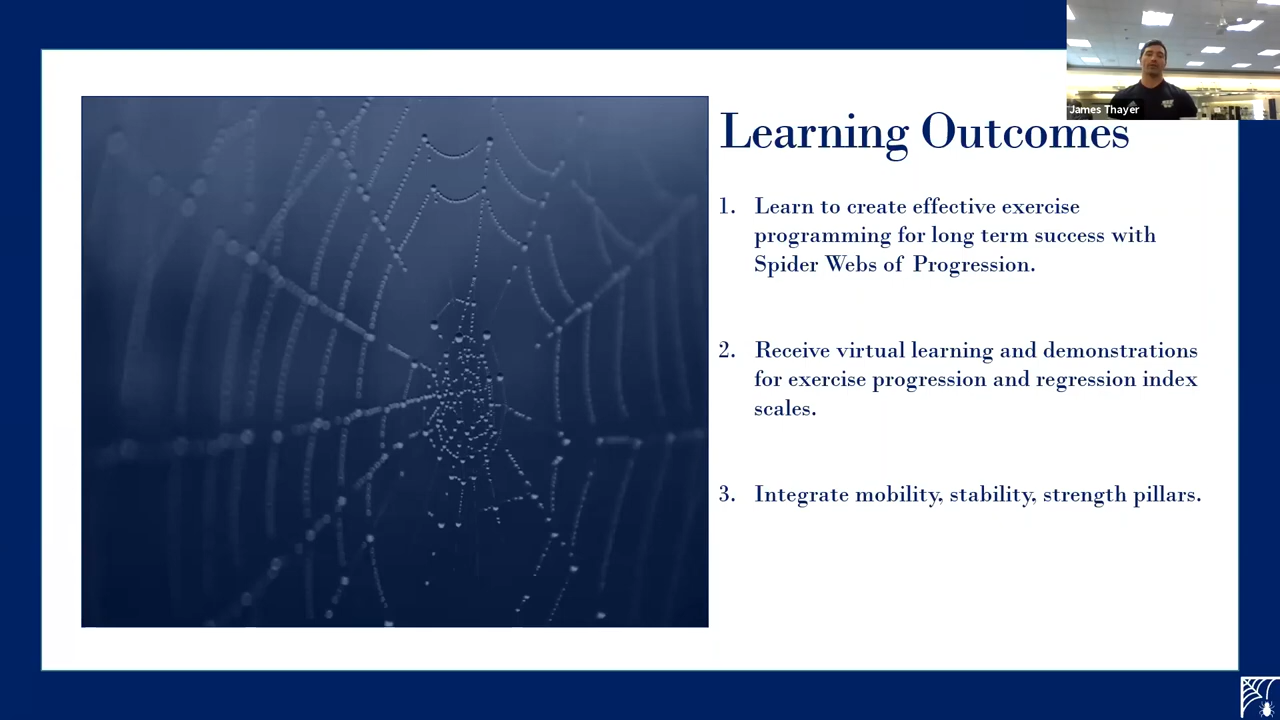 James Thayer
Learning Outcomes
1. Learn to create effective exercise
programming for long term success with
Spider Webs of Progression.
2. Receive virtual learning and demonstrations
for exercise progression and regression index
scales.
3. Integrate mobility, stability, strength pillars.